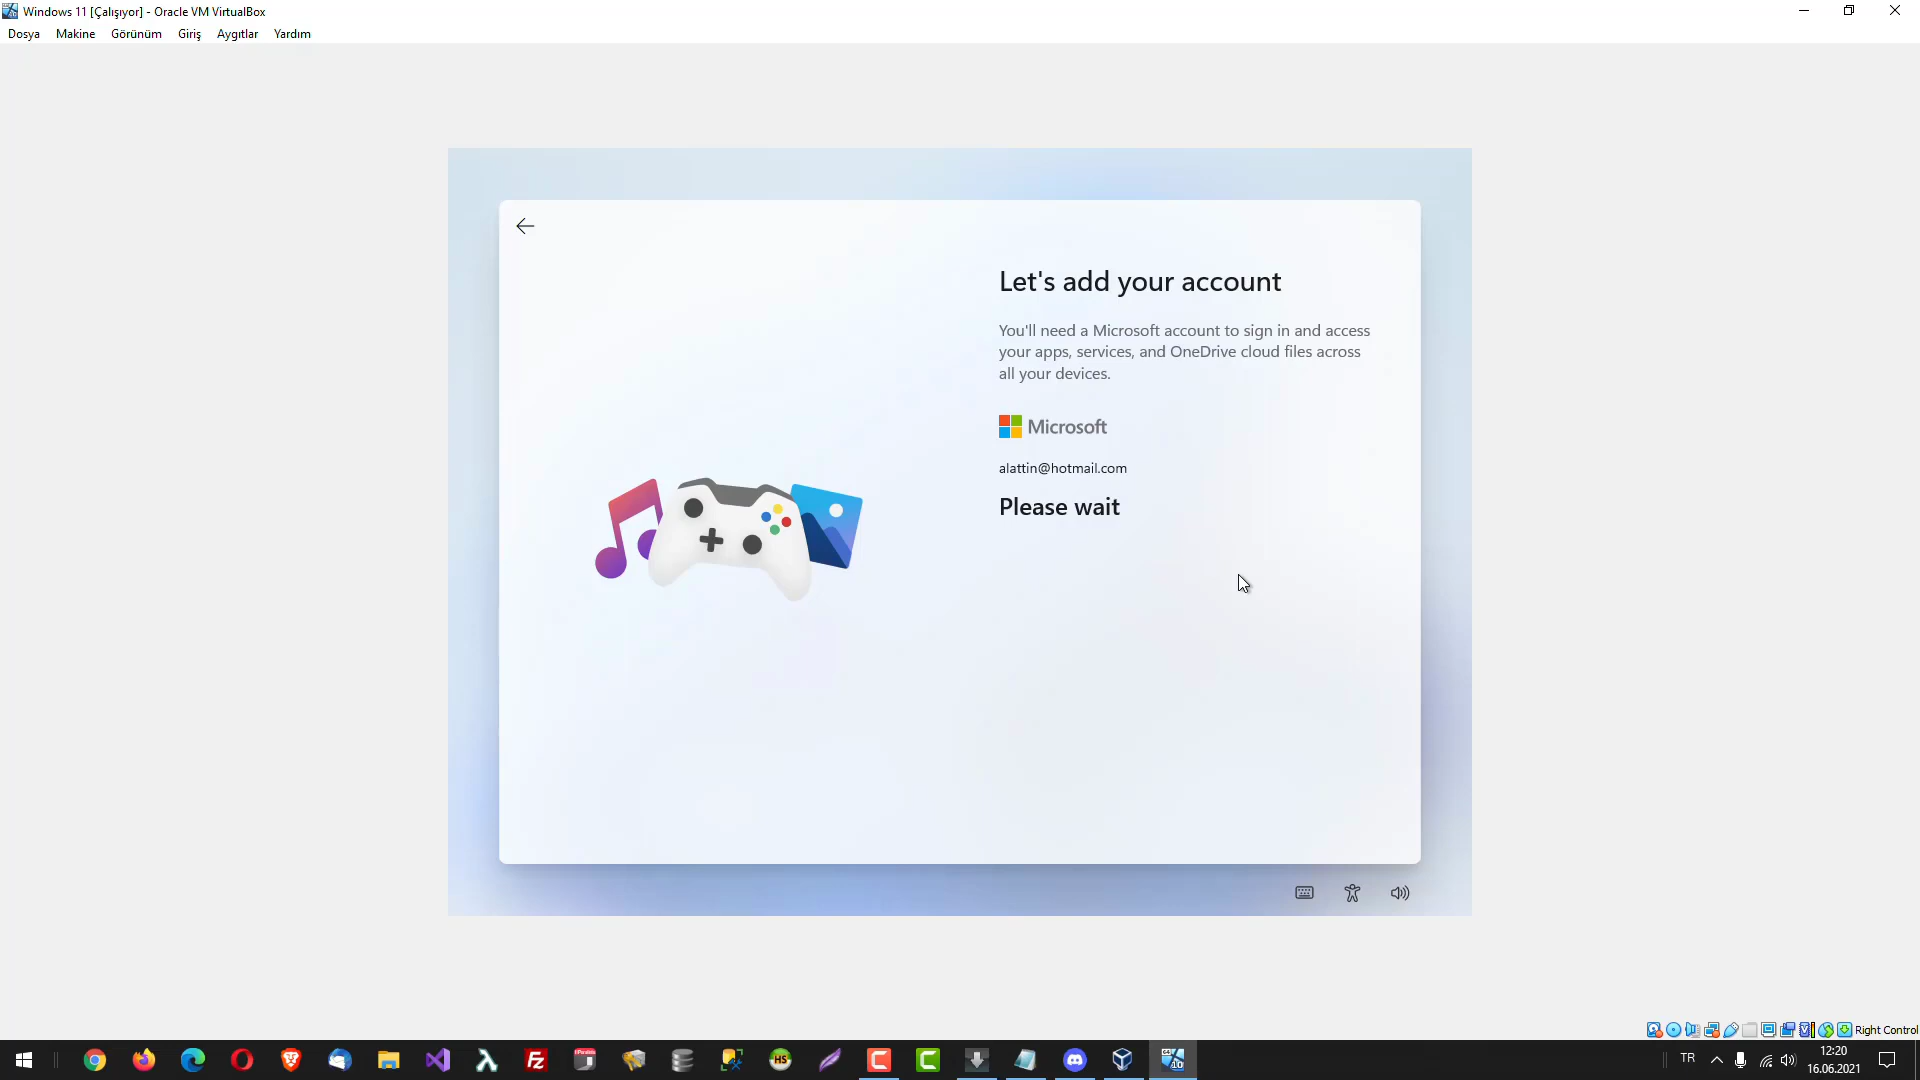 Windows 11 [Çalışıyor] - Oracle VM VirtualBox
Dosya Makine Görünüm Giriş Aygıtlar Yardım
Let's add your account
You'll need a Microsoft account to sign in and access
your apps, services, and OneDrive cloud files across
all your devices.
Microsoft
alattin@hotmail.com
Please wait
Right Control
TR
12:20
16.06.2021